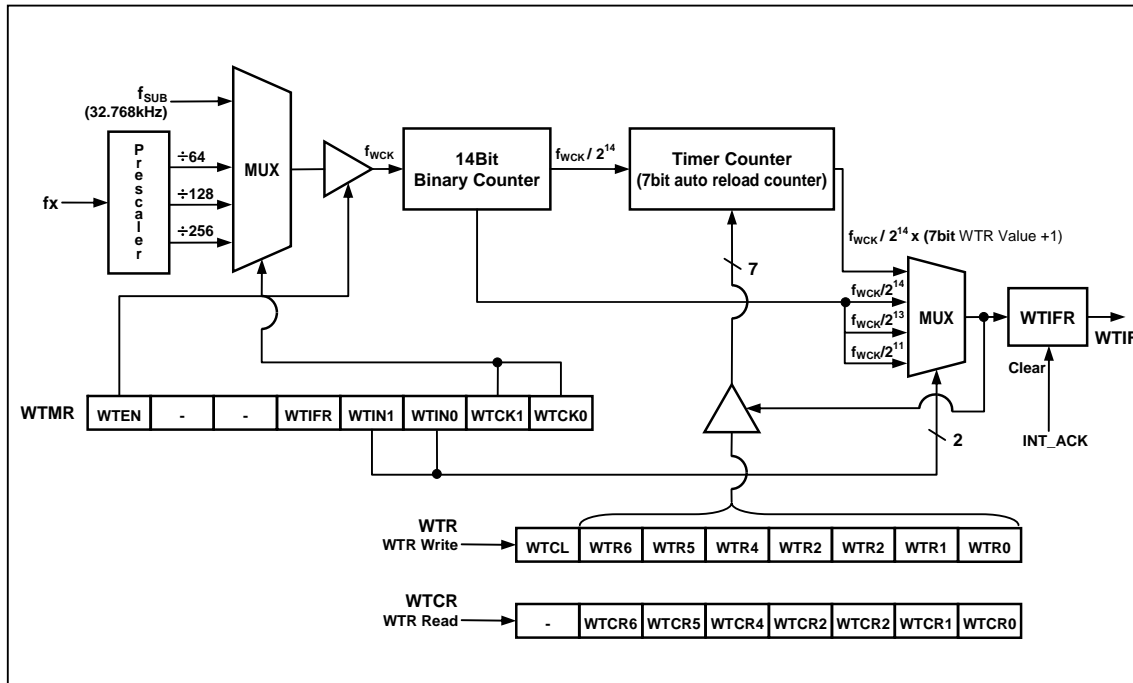 fSUB
(32.768kHz)
Prescaler
fx
÷64
÷128
÷256
MUX
fWCK
14Bit
Binary Counter
fWCK / 2^14
Timer Counter
(7bit auto reload counter)
fWCK / 2^14 x (7bit WTR Value +1)
7
fWCK/2^14
fWCK/2^13
fWCK/2^11
MUX
WTIFR
WTIF
Clear
INT_ACK
2
WTMR
WTEN - - WTIFR WTIN1 WTIN0 WTCK1 WTCK0
WTR
WTR Write
WTCL WTR6 WTR5 WTR4 WTR2 WTR2 WTR1 WTR0
WTCR
WTR Read
- WTCR6 WTCR5 WTCR4 WTCR2 WTCR2 WTCR1 WTCR0